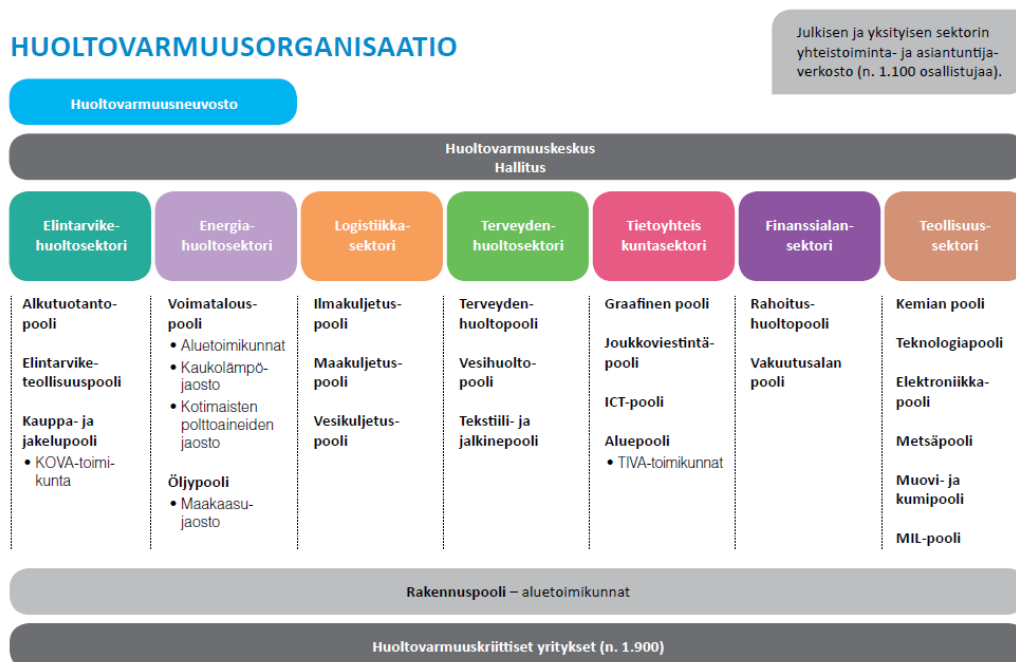 HUOLTOVARMUUSORGANISAATIO
Julkisen ja yksityisen sektorin
yhteistoiminta- ja asiantuntija-
verkosto (n. 1.100 osallistujaa).
Huoltovarmuusneuvosto
Huoltovarmuuskeskus
Hallitus
Elintarvike-
huoltosektori
Energia-
huoltosektori
Logistiikka-
sektori
Terveyden-
huoltosektori
Tietoyhteis
kuntasektori
Finanssialan-
sektori
Teollisuus-
sektori
Alkutuotanto-
pooli
Elintarvike-
teollisuuspooli
Kauppa- ja
jakelupooli
• KOVA-toimi-
kunta
Voimatalous-
pooli
• Aluetoimikunnat
• Kaukolämpö-
jaosto
• Kotimaisten
polttoaineiden
jaosto
Öljypooli
• Maakaasu-
jaosto
Ilmakuljetus-
pooli
Maakuljetus-
pooli
Vesikuljetus-
pooli
Terveyden-
huoltopooli
Vesihuolto-
pooli
Tekstiili- ja
jalkinepooli
Graafinen pooli
Joukkoviestintä-
pooli
ICT-pooli
Aluepooli
• TIVA-toimikunnat
Rahoitus-
huoltopooli
Vakuutusalan
pooli
Kemian pooli
Teknologiapooli
Elektroniikka-
pooli
Metsäpooli
Muovi- ja
kumipooli
MIL-pooli
Rakennuspooli – aluetoimikunnat
Huoltovarmuuskriittiset yritykset (n. 1.900)